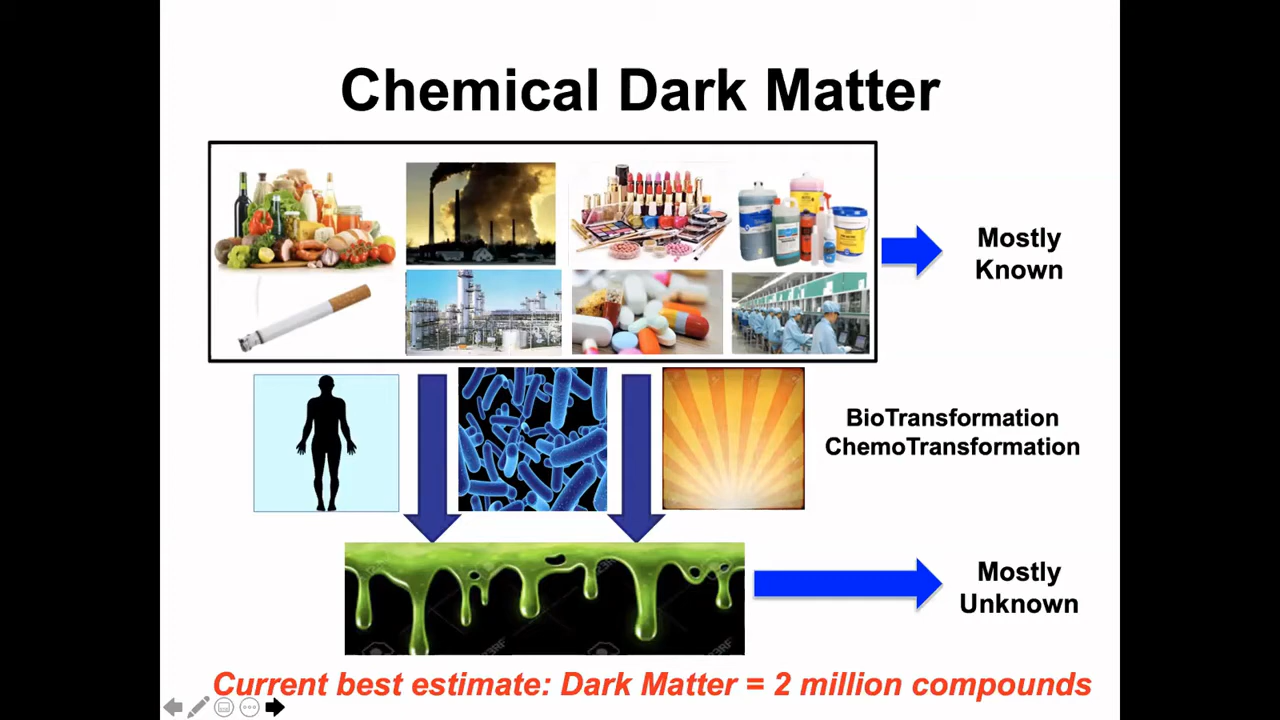 Chemical Dark Matter
Mostly
Known
BioTransformation
ChemoTransformation
Mostly
Unknown
Current best estimate: Dark Matter = 2 million compounds